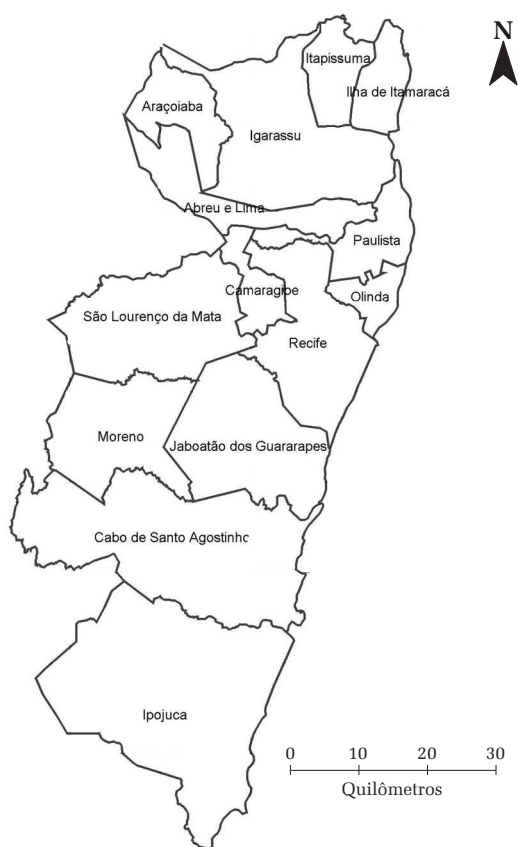 N
Itapissuma
Ilha de Itamaracá
Araçoiaba
Igarassu
Abreu e Lima
Paulista
Camaragibe
Olinda
São Lourenço da Mata
Recife
Moreno
Jaboatão dos Guararapes
Cabo de Santo Agostinho
Ipojuca
0 10 20 30
Quilômetros